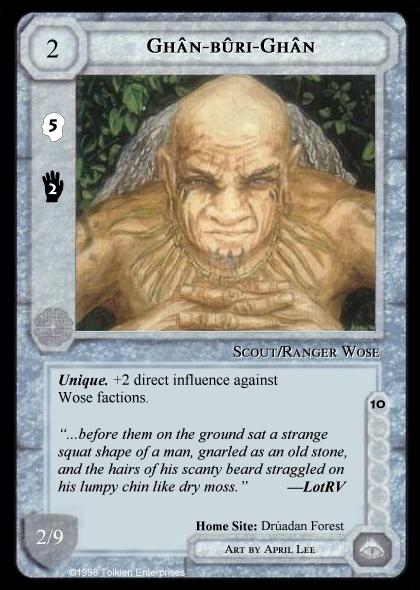 2
GHÂN-BÛRI-GHÂN
5
2
SCOUT/RANGER WOSE
Unique. +2 direct influence against
Wose factions.
10
“...before them on the ground sat a strange
squat shape of a man, gnarled as an old stone,
and the hairs of his scanty beard straggled on
his lumpy chin like dry moss.” —LotRV
Home Site: Drúadan Forest
2/9
ART BY APRIL LEE
©1998 Tolkien Enterprises